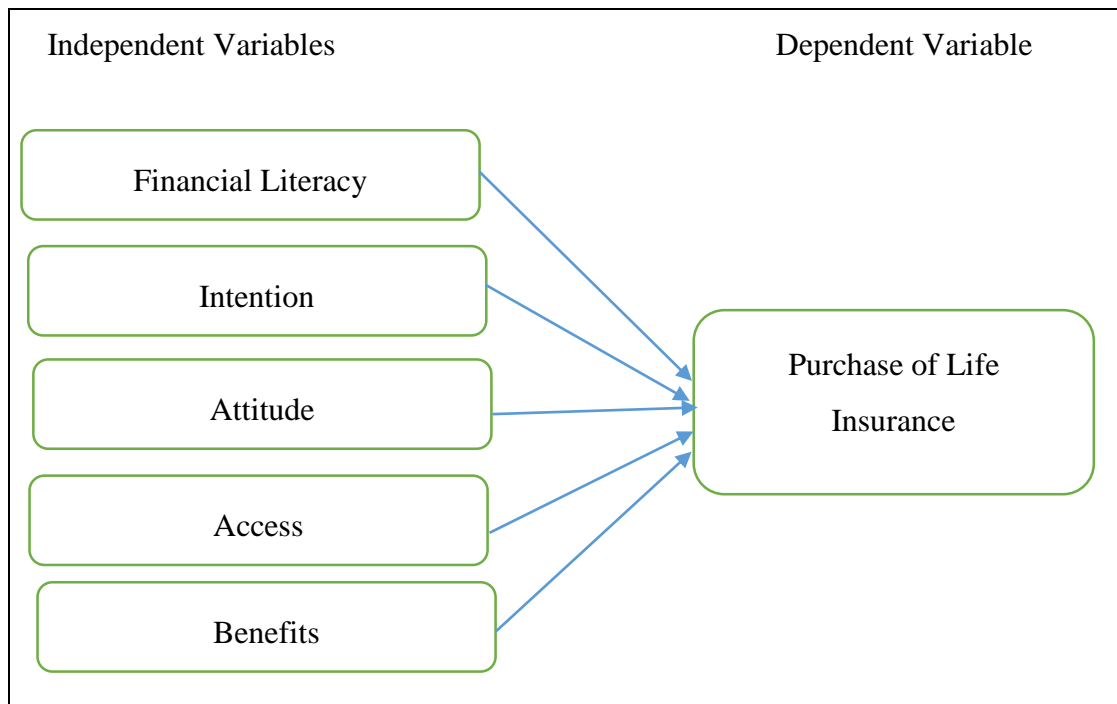 Independent Variables
Dependent Variable
Financial Literacy
Intention
Attitude
Access
Benefits
Purchase of Life
Insurance